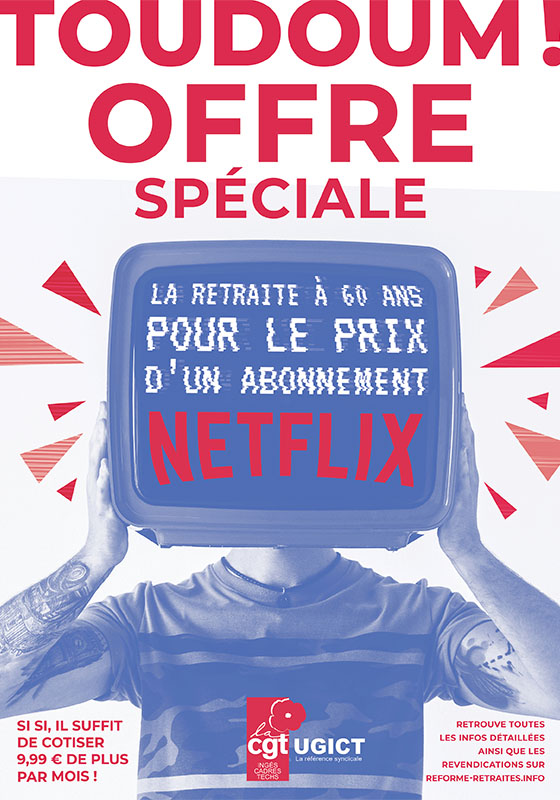 TOUDOUM !
OFFRE
SPÉCIALE
LA RETRAITE À 60 ANS
POUR LE PRIX
D'UN ABONNEMENT
NETFLIX
SI SI, IL SUFFIT
DE COTISER
9,99 € DE PLUS
PAR MOIS !
la
cgt UGICT
La référence syndicale
INGÉS
CADRES
TECHS
RETROUVE TOUTES
LES INFOS DÉTAILLÉES
AINSI QUE LES
REVENDICATIONS SUR
REFORME-RETRAITES.INFO